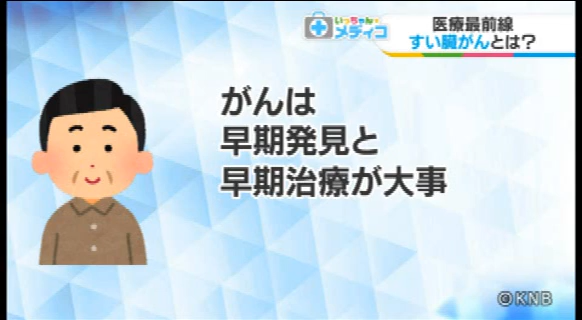 いっちゃん・
メディコ
医療最前線
すい臓がんとは?
がんは
早期発見と
早期治療が大事
©KNB